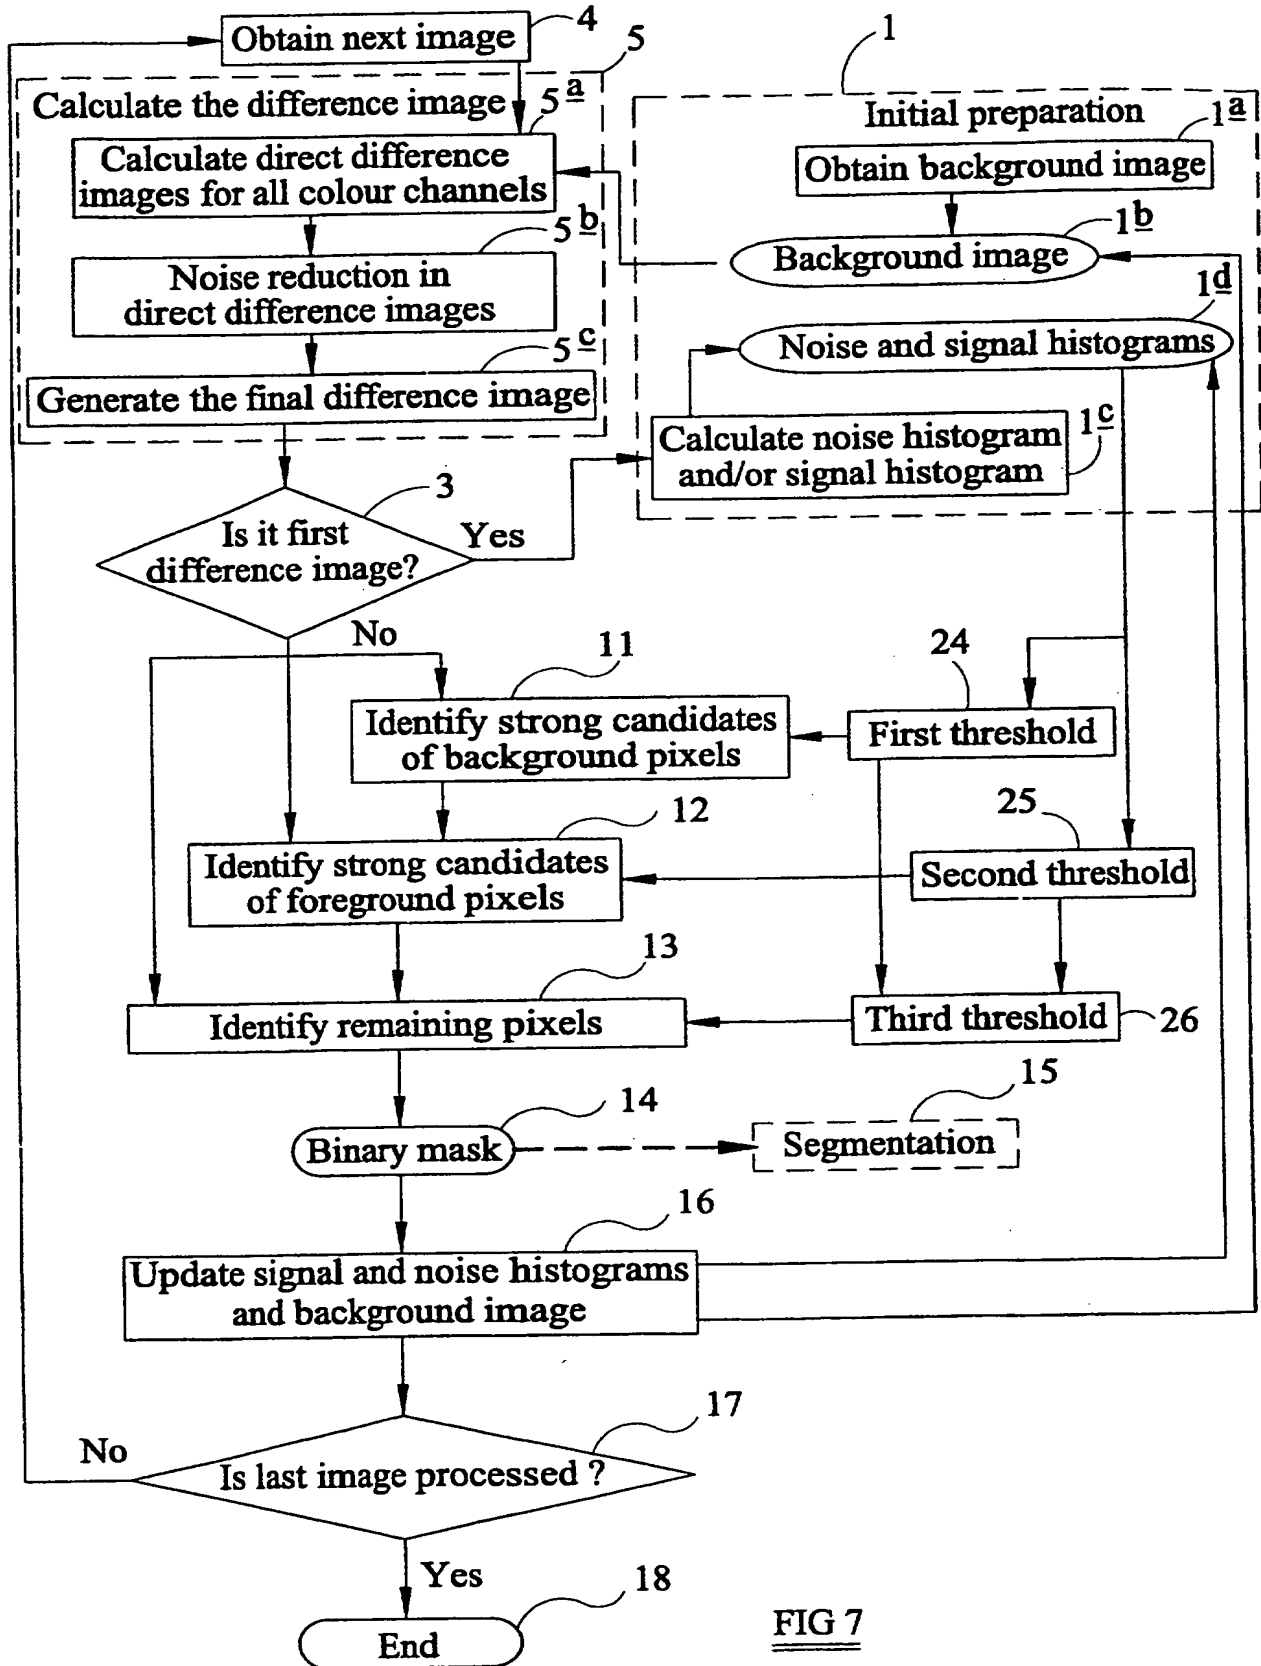 Obtain next image
4
5
1
Calculate the difference image
5a
Calculate direct difference
images for all colour channels
5b
Noise reduction in
direct difference images
5c
Generate the final difference image
Initial preparation
1a
Obtain background image
1b
Background image
1d
Noise and signal histograms
1c
Calculate noise histogram
and/or signal histogram
3
Is it first
difference image?
Yes
No
11
Identify strong candidates
of background pixels
24
First threshold
12
Identify strong candidates
of foreground pixels
25
Second threshold
13
Identify remaining pixels
Third threshold
26
14
Binary mask
15
Segmentation
16
Update signal and noise histograms
and background image
17
No
Is last image processed ?
Yes
18
End
FIG 7